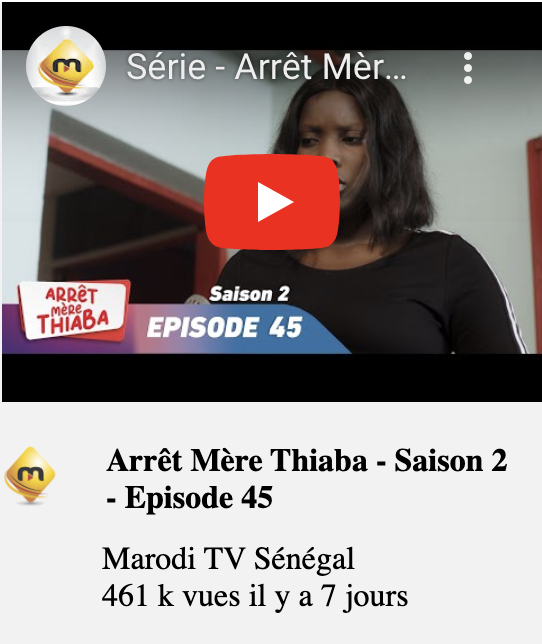 Série - Arrêt Mèr...
ARRÊT
MÈRE
THIABA
Saison 2
EPISODE 45
Arrêt Mère Thiaba - Saison 2
- Episode 45
Marodi TV Sénégal
461 k vues il y a 7 jours